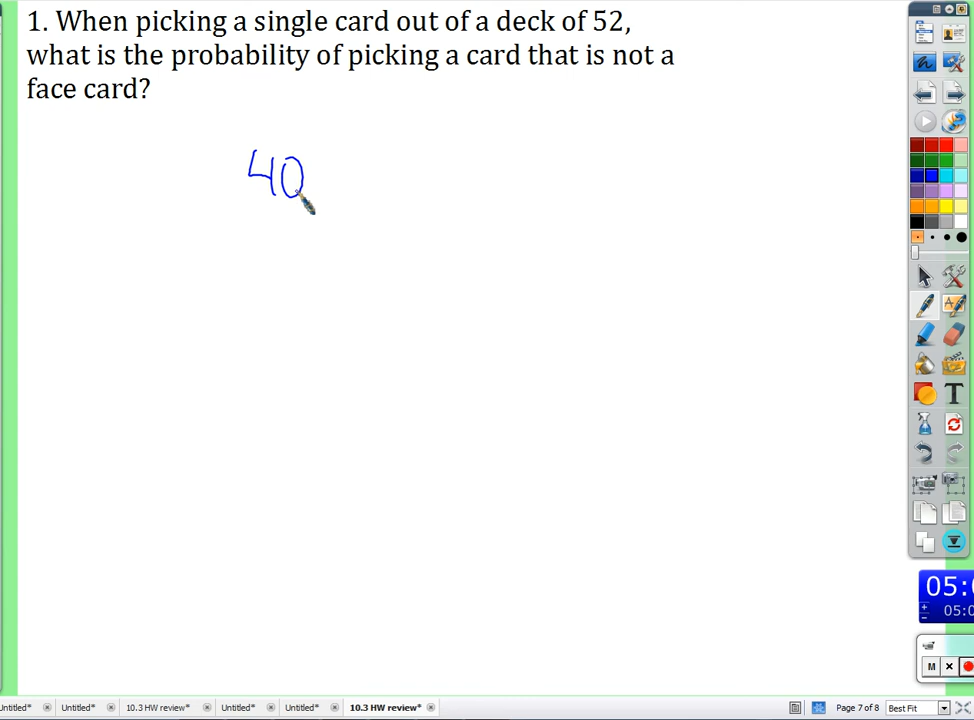 1. When picking a single card out of a deck of 52,
what is the probability of picking a card that is not a
face card?
40
05:
05:
M
Untitled*
Untitled*
10.3 HW review*
Untitled*
Untitled*
10.3 HW review*
Page 7 of 8
Best Fit